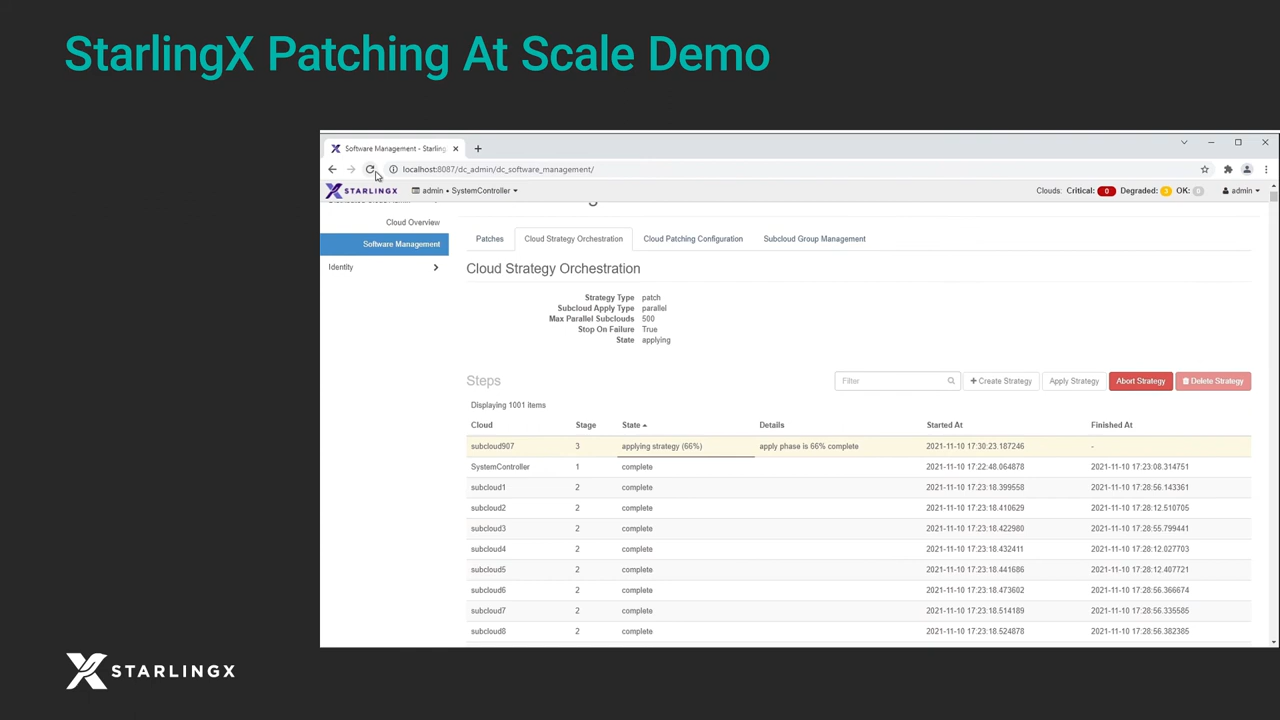 StarlingX Patching At Scale Demo
Software Management - Starling
localhost:8087/dc_admin/dc_software_management/
STARLINGX admin • SystemController Clouds: Critical: 0 Degraded: 3 OK: 0 admin
Cloud Overview
Software Management
Identity
Patches Cloud Strategy Orchestration Cloud Patching Configuration Subcloud Group Management
Cloud Strategy Orchestration
Strategy Type patch
Subcloud Apply Type parallel
Max Parallel Subclouds 500
Stop On Failure True
State applying
Steps Filter + Create Strategy Apply Strategy Abort Strategy Delete Strategy
Displaying 1001 items
Cloud Stage State Details Started At Finished At
subcloud907 3 applying strategy (66%) apply phase is 66% complete 2021-11-10 17:30:23.187246 -
SystemController 1 complete 2021-11-10 17:22:48.064878 2021-11-10 17:23:08.314751
subcloud1 2 complete 2021-11-10 17:23:18.399558 2021-11-10 17:28:56.143361
subcloud2 2 complete 2021-11-10 17:23:18.410629 2021-11-10 17:28:12.510705
subcloud3 2 complete 2021-11-10 17:23:18.422980 2021-11-10 17:28:55.799441
subcloud4 2 complete 2021-11-10 17:23:18.432411 2021-11-10 17:28:12.027703
subcloud5 2 complete 2021-11-10 17:23:18.441686 2021-11-10 17:28:12.407721
subcloud6 2 complete 2021-11-10 17:23:18.473602 2021-11-10 17:28:56.366674
subcloud7 2 complete 2021-11-10 17:23:18.514189 2021-11-10 17:28:56.335585
subcloud8 2 complete 2021-11-10 17:23:18.524878 2021-11-10 17:28:56.382385
STARLINGX